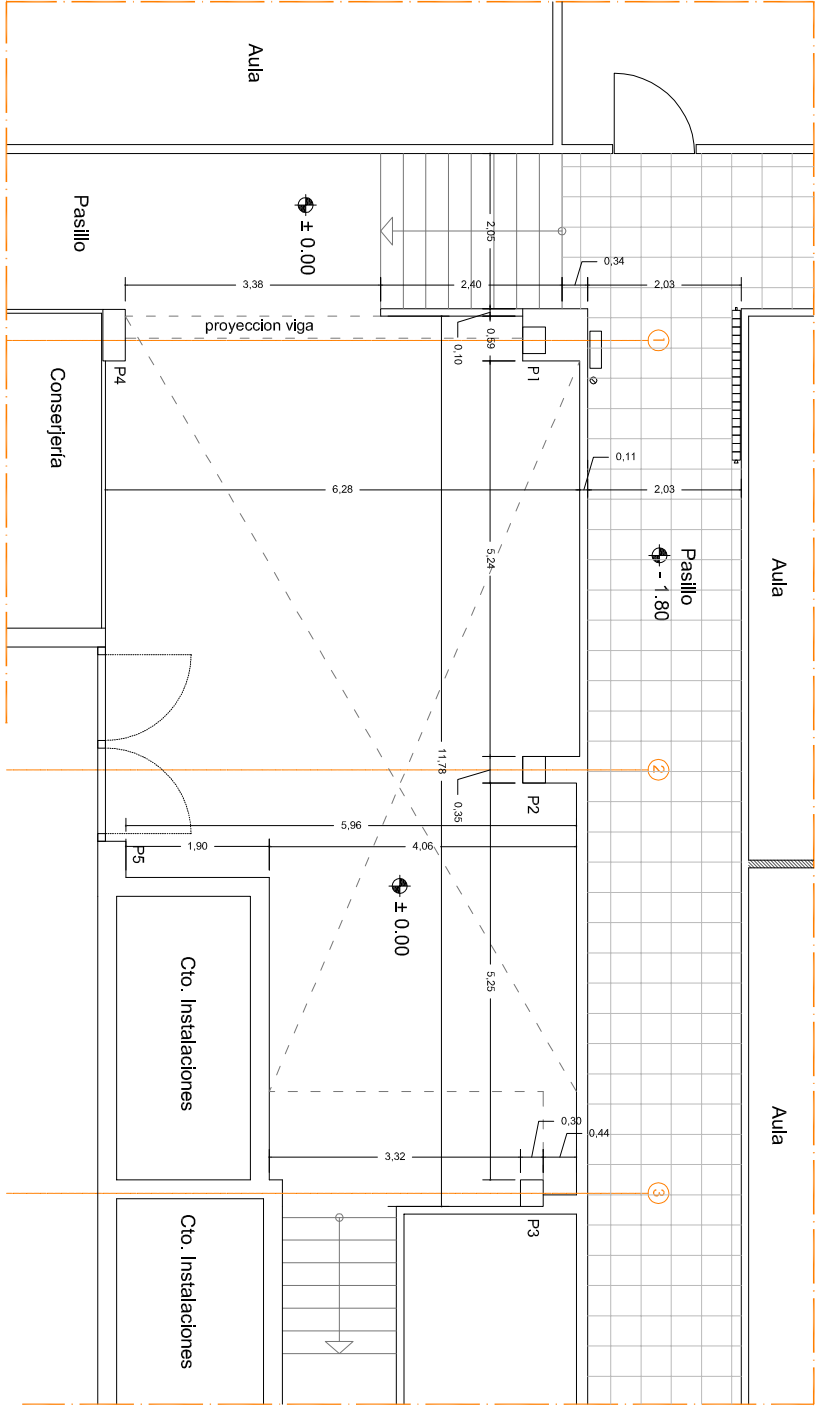 Aula
Pasillo
± 0.00
2,05
3,38
2,40
0,34
2,03
proyeccion viga
0,10
0,59
1
P4
P1
Conserjería
0,11
6,28
2,03
5,24
Pasillo
- 1.80
Aula
11,78
2
0,35
P2
5,96
P5
1,90
4,06
± 0.00
Cto. Instalaciones
5,25
Aula
0,30
0,44
3,32
3
P3
Cto. Instalaciones